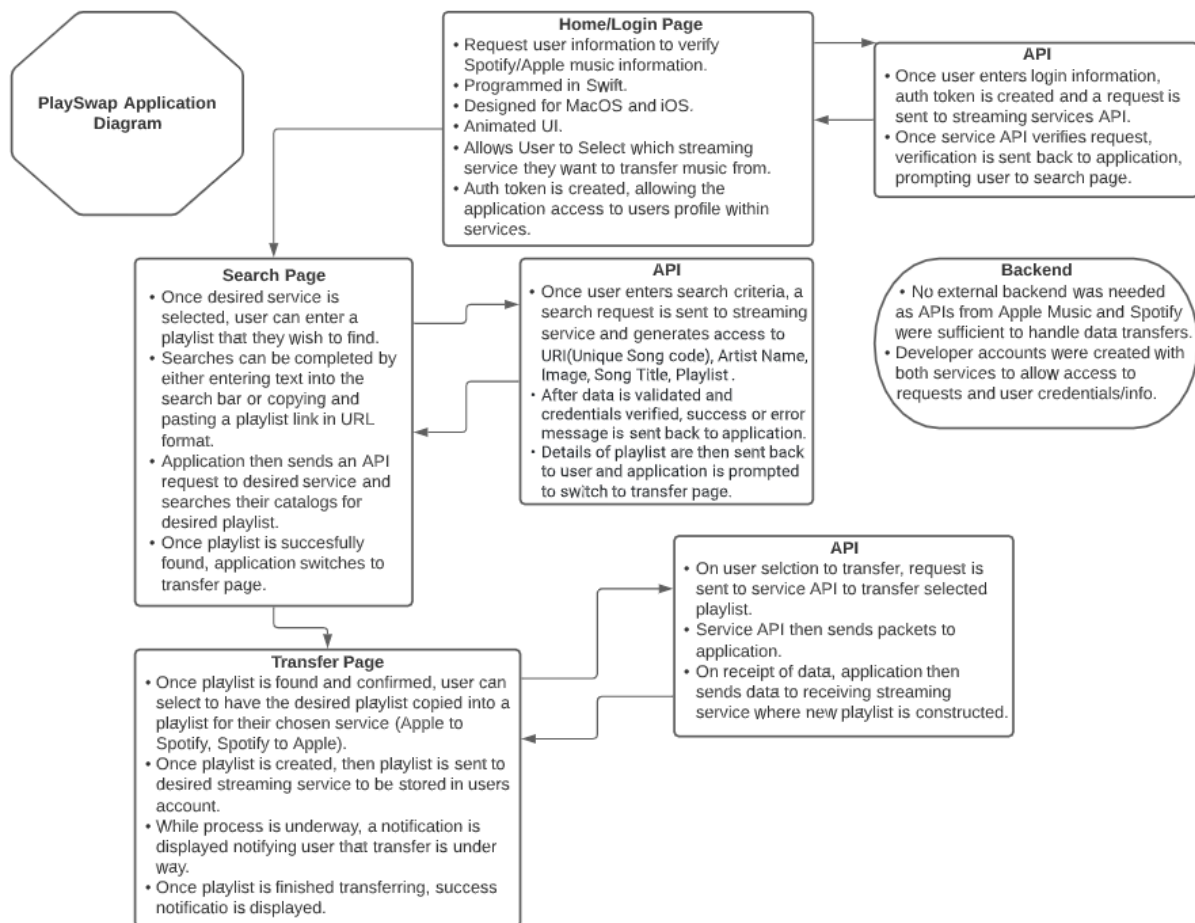 PlaySwap Application
Diagram
Home/Login Page
• Request user information to verify
Spotify/Apple music information.
• Programmed in Swift.
• Designed for MacOS and iOS.
• Animated UI.
• Allows User to Select which streaming
service they want to transfer music from.
• Auth token is created, allowing the
application access to users profile within
services.
API
• Once user enters login information,
auth token is created and a request is
sent to streaming services API.
• Once service API verifies request,
verification is sent back to application,
prompting user to search page.
Search Page
• Once desired service is
selected, user can enter a
playlist that they wish to find.
• Searches can be completed by
either entering text into the
search bar or copying and
pasting a playlist link in URL
format.
• Application then sends an API
request to desired service and
searches their catalogs for
desired playlist.
• Once playlist is succesfully
found, application switches to
transfer page.
API
• Once user enters search criteria, a
search request is sent to streaming
service and generates access to
URI(Unique Song code), Artist Name,
Image, Song Title, Playlist .
• After data is validated and
credentials verified, success or error
message is sent back to application.
• Details of playlist are then sent back
to user and application is prompted
to switch to transfer page.
Backend
• No external backend was needed
as APIs from Apple Music and Spotify
were sufficient to handle data transfers.
• Developer accounts were created with
both services to allow access to
requests and user credentials/info.
API
• On user selction to transfer, request is
sent to service API to transfer selected
playlist.
• Service API then sends packets to
application.
• On receipt of data, application then
sends data to receiving streaming
service where new playlist is constructed.
Transfer Page
• Once playlist is found and confirmed, user can
select to have the desired playlist copied into a
playlist for their chosen service (Apple to
Spotify, Spotify to Apple).
• Once playlist is created, then playlist is sent to
desired streaming service to be stored in users
account.
• While process is underway, a notification is
displayed notifying user that transfer is under
way.
• Once playlist is finished transferring, success
notificatio is displayed.